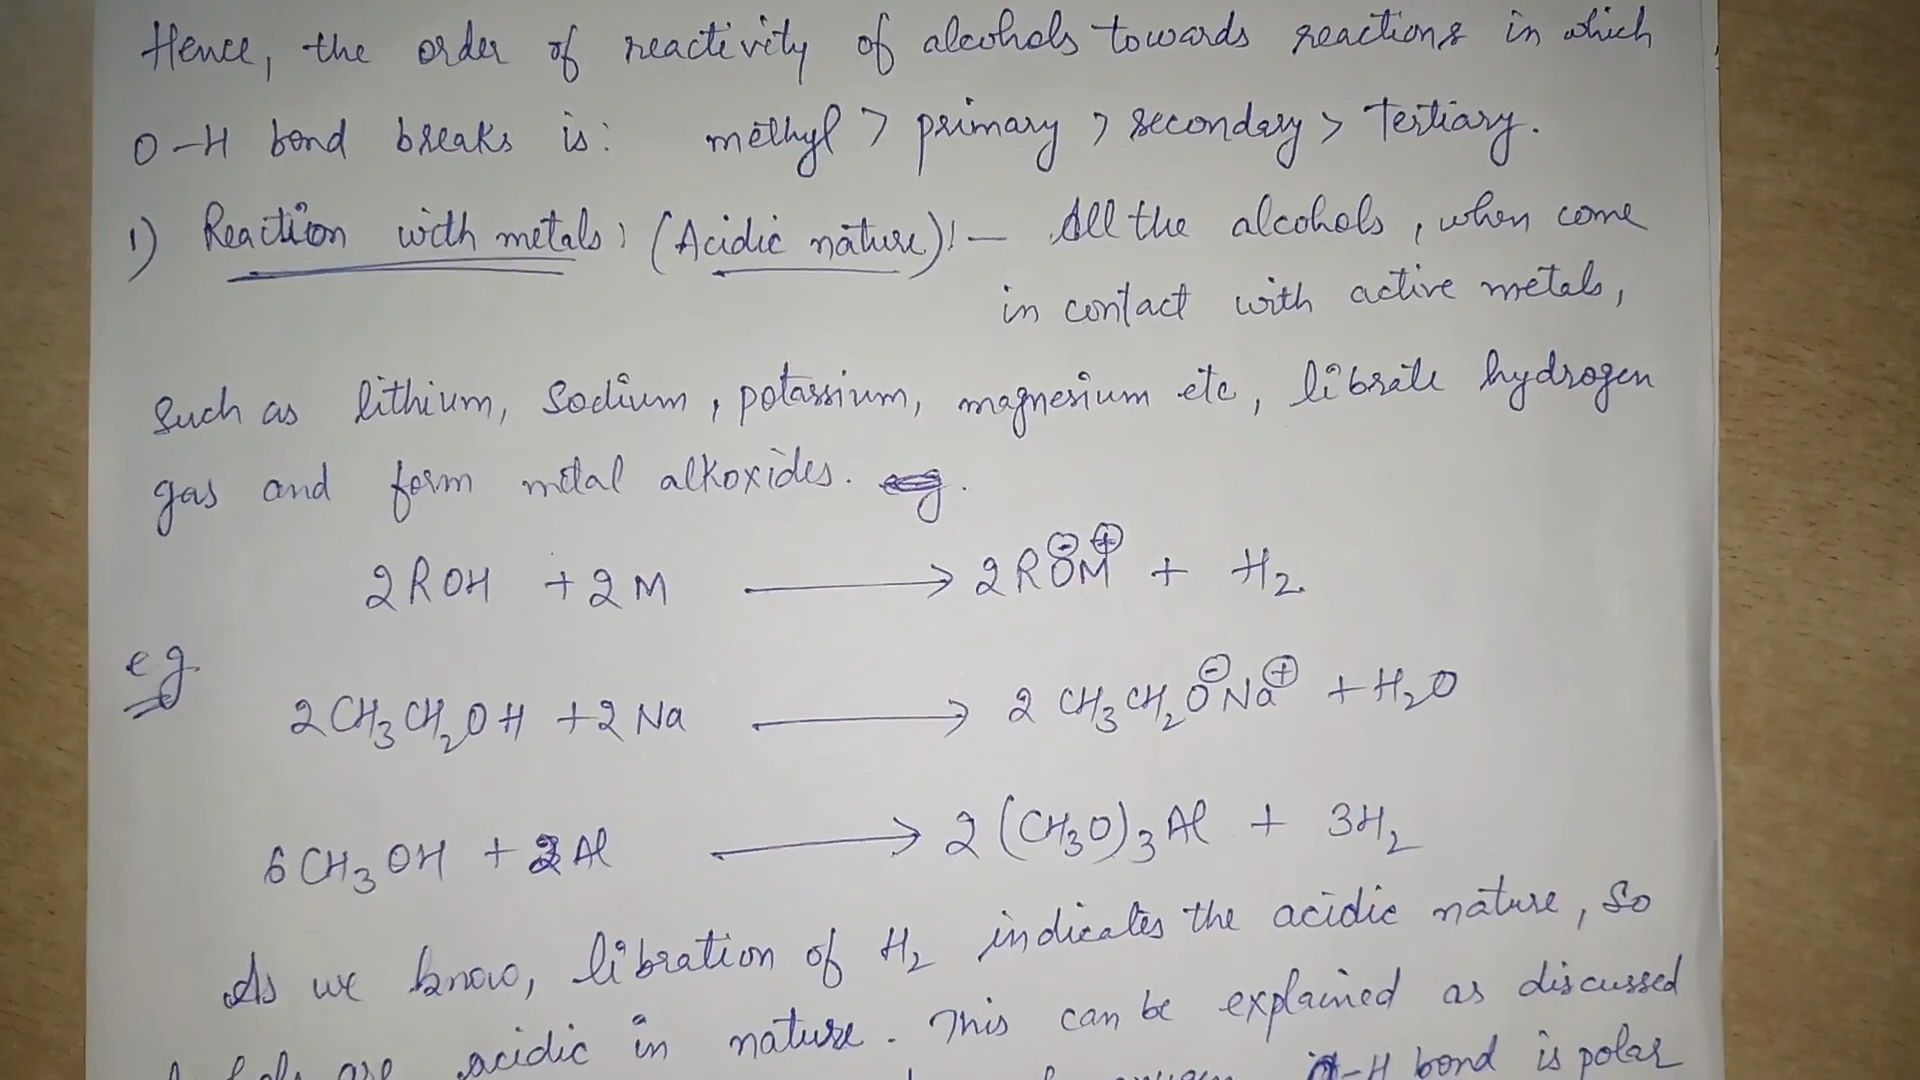 Hence, the order of reactivity of alcohols towards reactions in which
O-H bond breaks is: methyl > primary > secondary > Tertiary.
1) Reaction with metals: (Acidic nature):- All the alcohols, when come
in contact with active metals,
Such as lithium, Sodium, potassium, magnesium etc, librate hydrogen
gas and form metal alkoxides.
2ROH + 2M ⟶ 2RO⊖M⊕ + H₂
eg.
2CH₃CH₂OH + 2Na ⟶ 2CH₃CH₂O⊖Na⊕ + H₂O
6CH₃OH + 2Al ⟶ 2(CH₃O)₃Al + 3H₂
As we know, libration of H₂ indicates the acidic nature, So
are acidic in nature. This can be explained as discussed
-H bond is polar